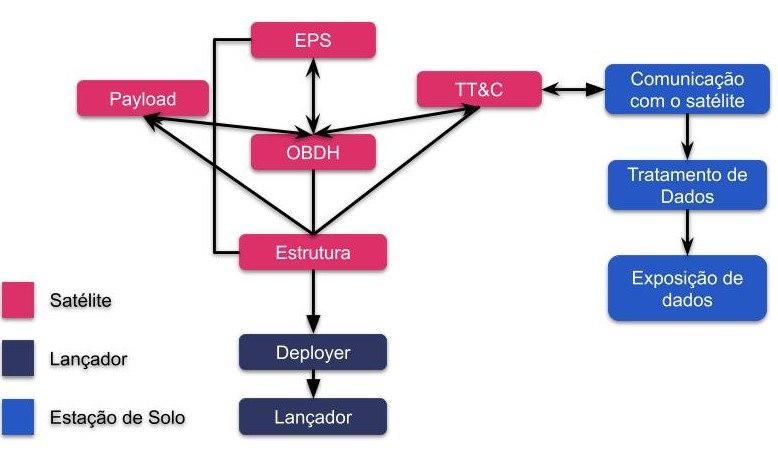 EPS
Payload
TT&C
Comunicação
com o satélite
OBDH
Tratamento de
Dados
Estrutura
Exposição de
dados
Satélite
Deployer
Lançador
Lançador
Estação de Solo